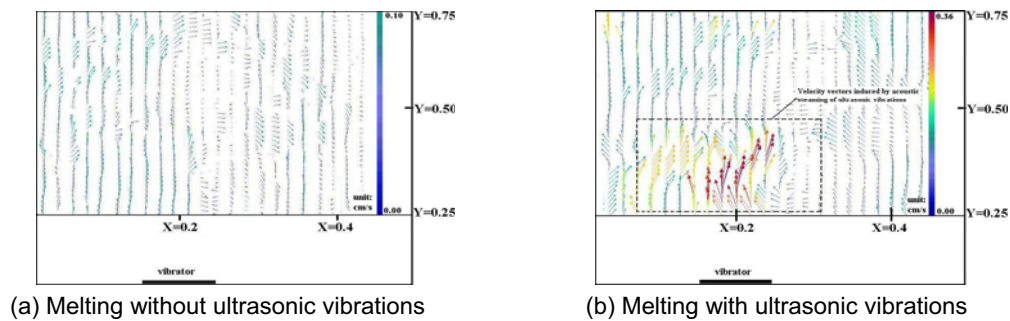 0.10
Y=0.75
Y=0.50
unit:
cm/s
0.00
Y=0.25
X=0.2
X=0.4
vibrator
(a) Melting without ultrasonic vibrations
0.36
Y=0.75
Velocity vectors induced by acoustic
streaming of ultrasonic vibrations
Y=0.50
unit:
cm/s
0.00
Y=0.25
X=0.2
X=0.4
vibrator
(b) Melting with ultrasonic vibrations